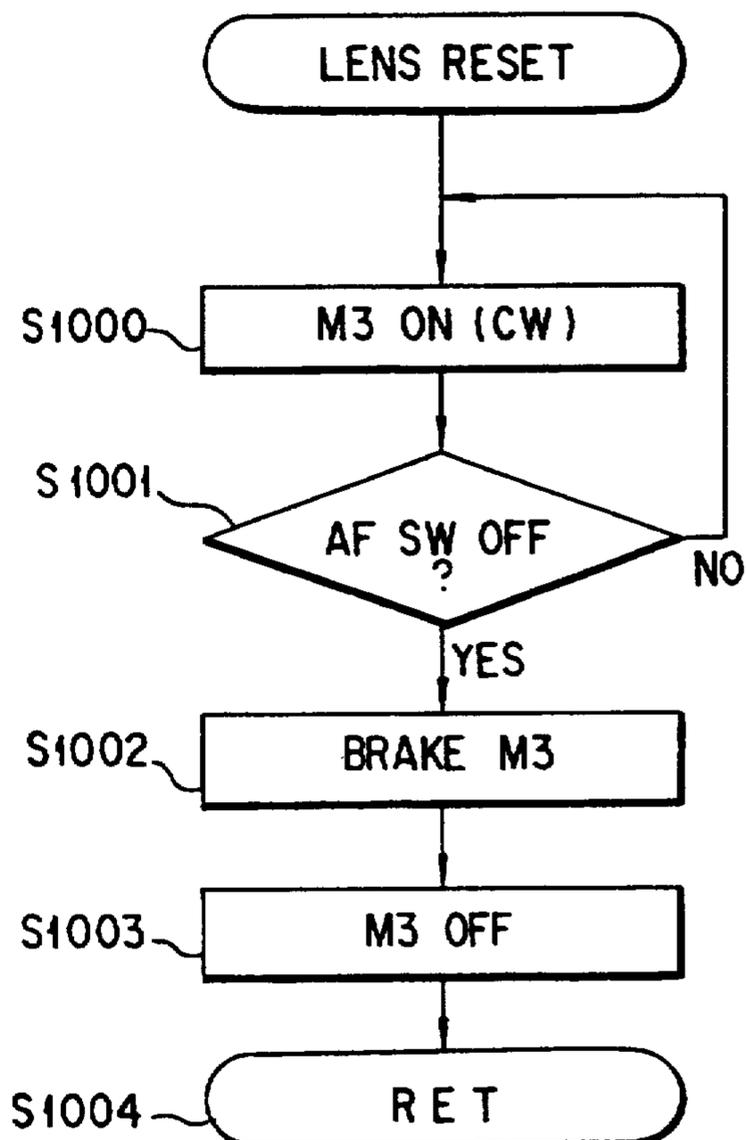 LENS RESET
S1000
M3 ON (CW)
S1001
AF SW OFF
?
NO
YES
S1002
BRAKE M3
S1003
M3 OFF
S1004
RET